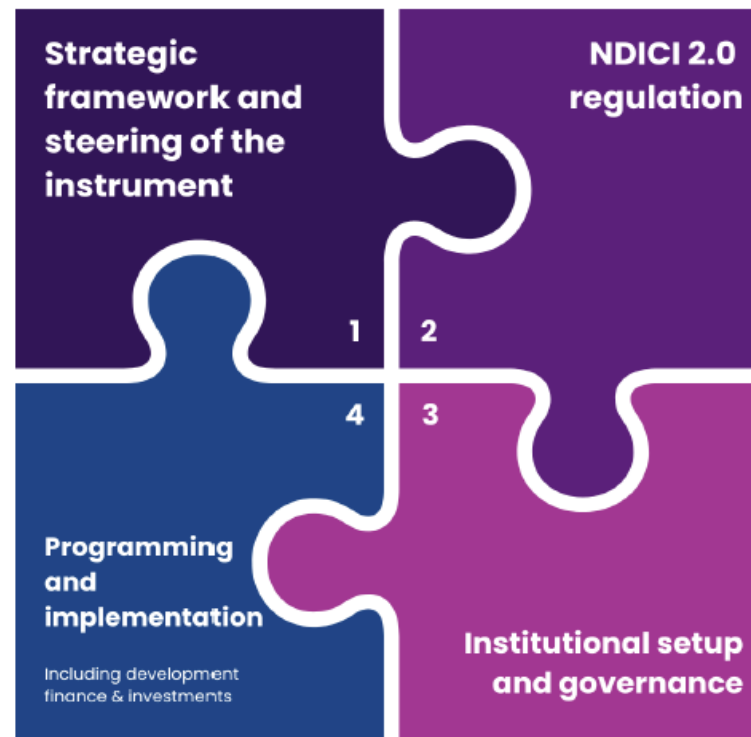 Strategic
framework and
steering of the
instrument
1
NDICI 2.0
regulation
2
4
Programming
and
implementation
Including development
finance & investments
3
Institutional setup
and governance